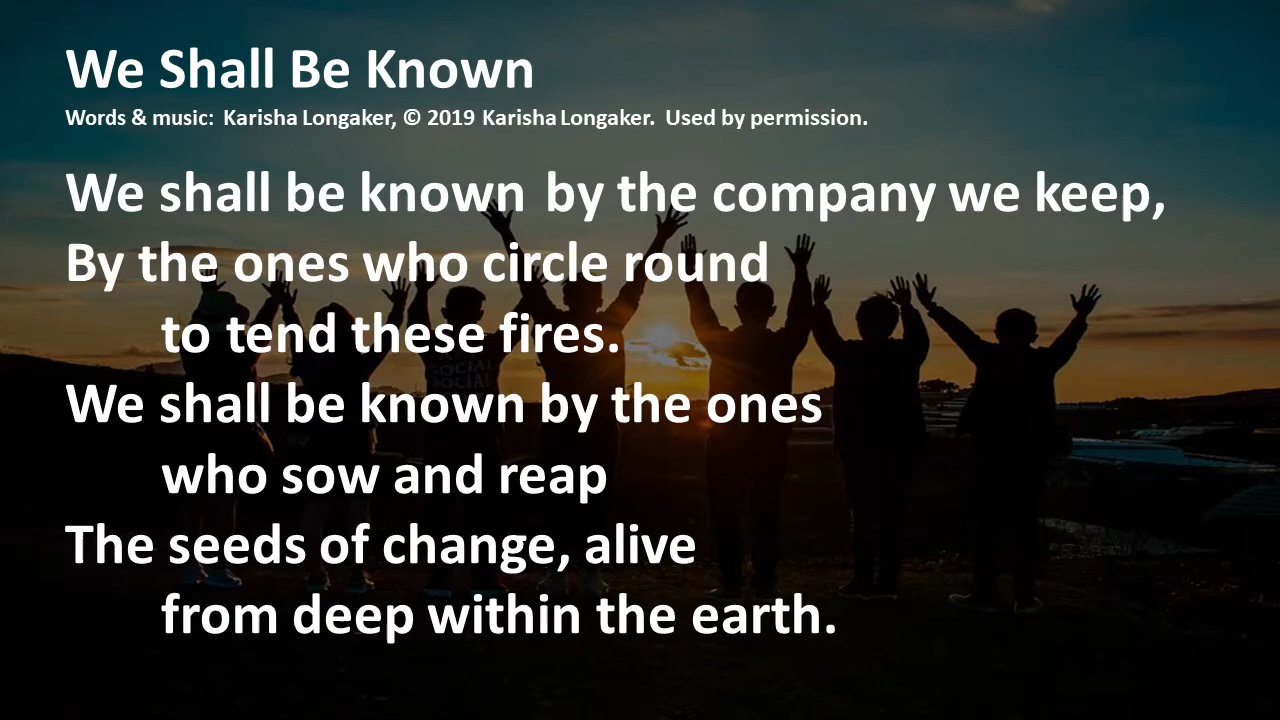 We Shall Be Known
Words & music: Karisha Longaker, © 2019 Karisha Longaker. Used by permission.
We shall be known by the company we keep,
By the ones who circle round
to tend these fires.
We shall be known by the ones
who sow and reap
The seeds of change, alive
from deep within the earth.
SOCIAL
SOCIAL